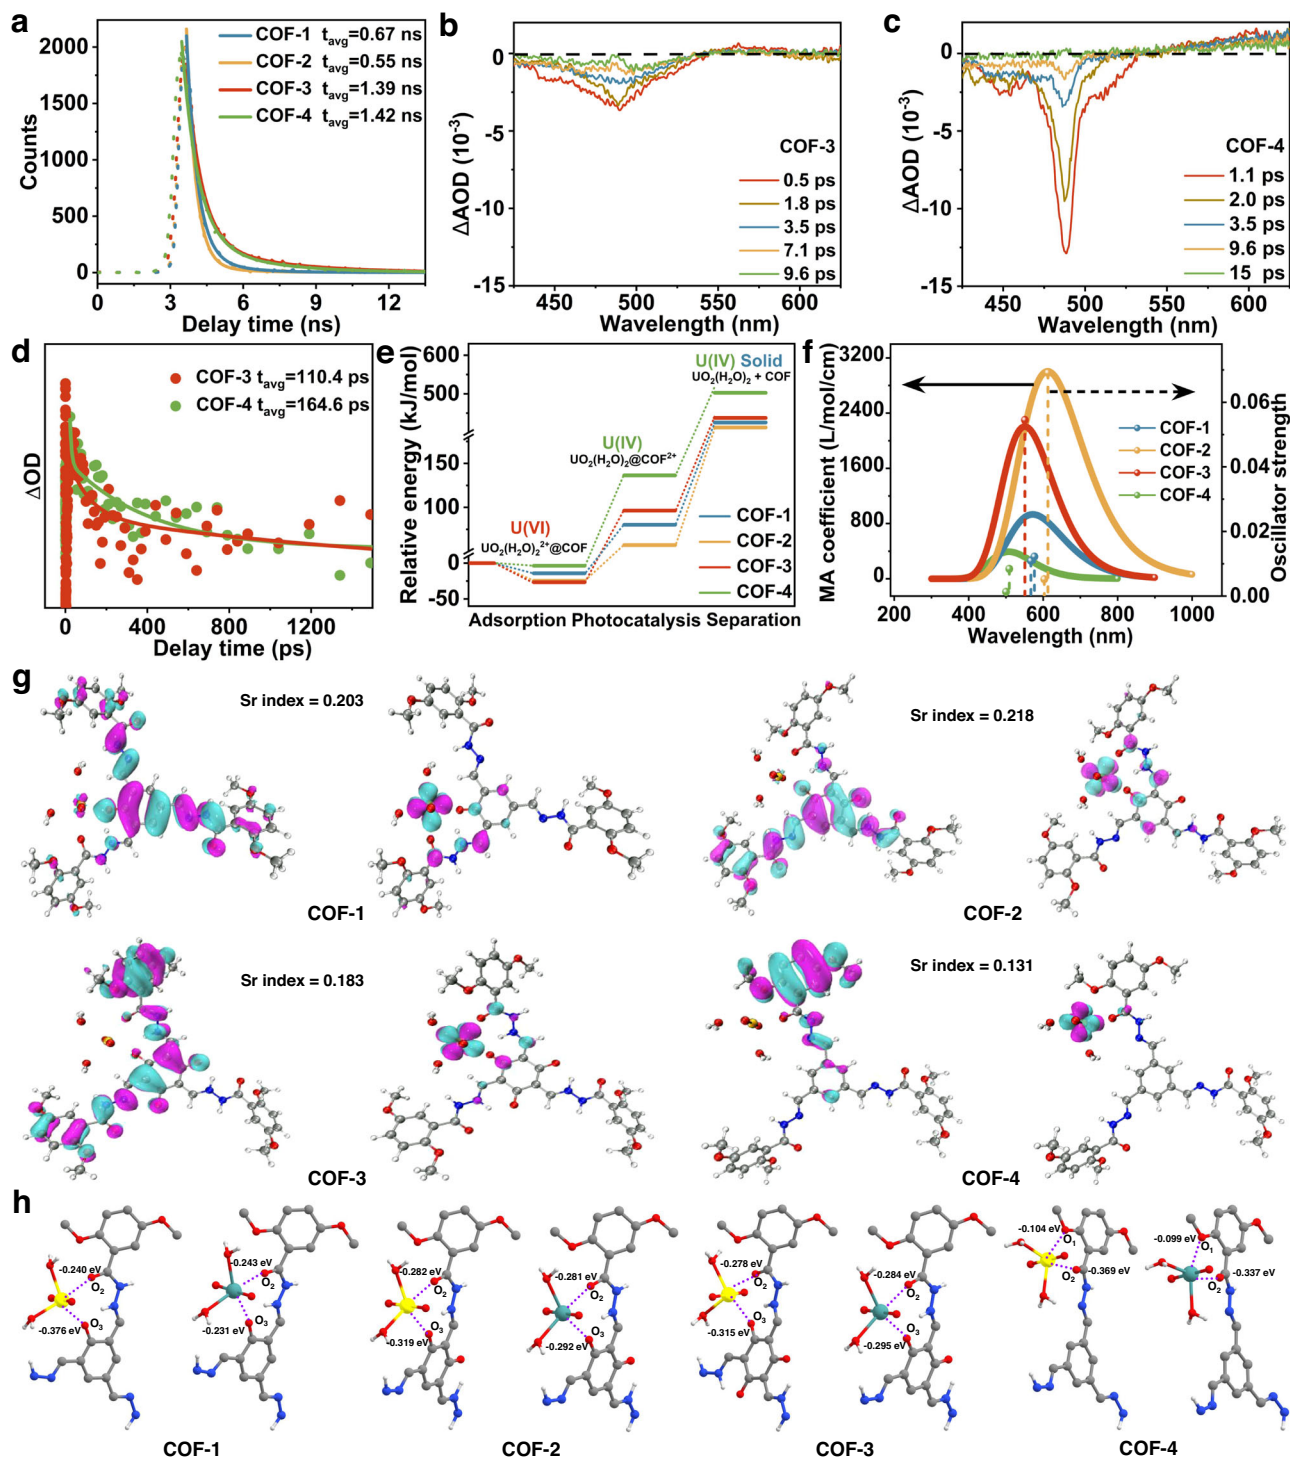 a
COF-1 tavg=0.67 ns
COF-2 tavg=0.55 ns
COF-3 tavg=1.39 ns
COF-4 tavg=1.42 ns
2000
1500
1000
500
0
Counts
0 3 6 9 12
Delay time (ns)
b
0
-5
-10
-15
ΔAOD (10-3)
COF-3
0.5 ps
1.8 ps
3.5 ps
7.1 ps
9.6 ps
450 500 550 600
Wavelength (nm)
c
0
-5
-10
-15
ΔAOD (10-3)
COF-4
1.1 ps
2.0 ps
3.5 ps
9.6 ps
15 ps
450 500 550 600
Wavelength (nm)
d
COF-3 tavg=110.4 ps
COF-4 tavg=164.6 ps
ΔOD
0 400 800 1200
Delay time (ps)
e
600
500
150
100
0
-50
Relative energy (kJ/mol)
U(IV) Solid
UO2(H2O)2 + COF
U(IV)
UO2(H2O)2@COF2+
U(VI)
UO2(H2O)22+@COF
COF-1
COF-2
COF-3
COF-4
Adsorption Photocatalysis Separation
f
3200
2400
1600
800
0
MA coefficient (L/mol/cm)
COF-1
COF-2
COF-3
COF-4
0.06
0.04
0.02
0.00
Oscillator strength
200 400 600 800 1000
Wavelength (nm)
g
Sr index = 0.203
COF-1
Sr index = 0.218
COF-2
Sr index = 0.183
COF-3
Sr index = 0.131
COF-4
h
-0.240 eV
O2
O3
-0.376 eV
-0.243 eV
O2
O3
-0.231 eV
COF-1
-0.282 eV
O2
O3
-0.319 eV
-0.281 eV
O2
O3
-0.292 eV
COF-2
-0.278 eV
O2
O3
-0.315 eV
-0.284 eV
O2
O3
-0.295 eV
COF-3
-0.104 eV
O1
O2
-0.369 eV
-0.099 eV
O1
O2
-0.337 eV
COF-4